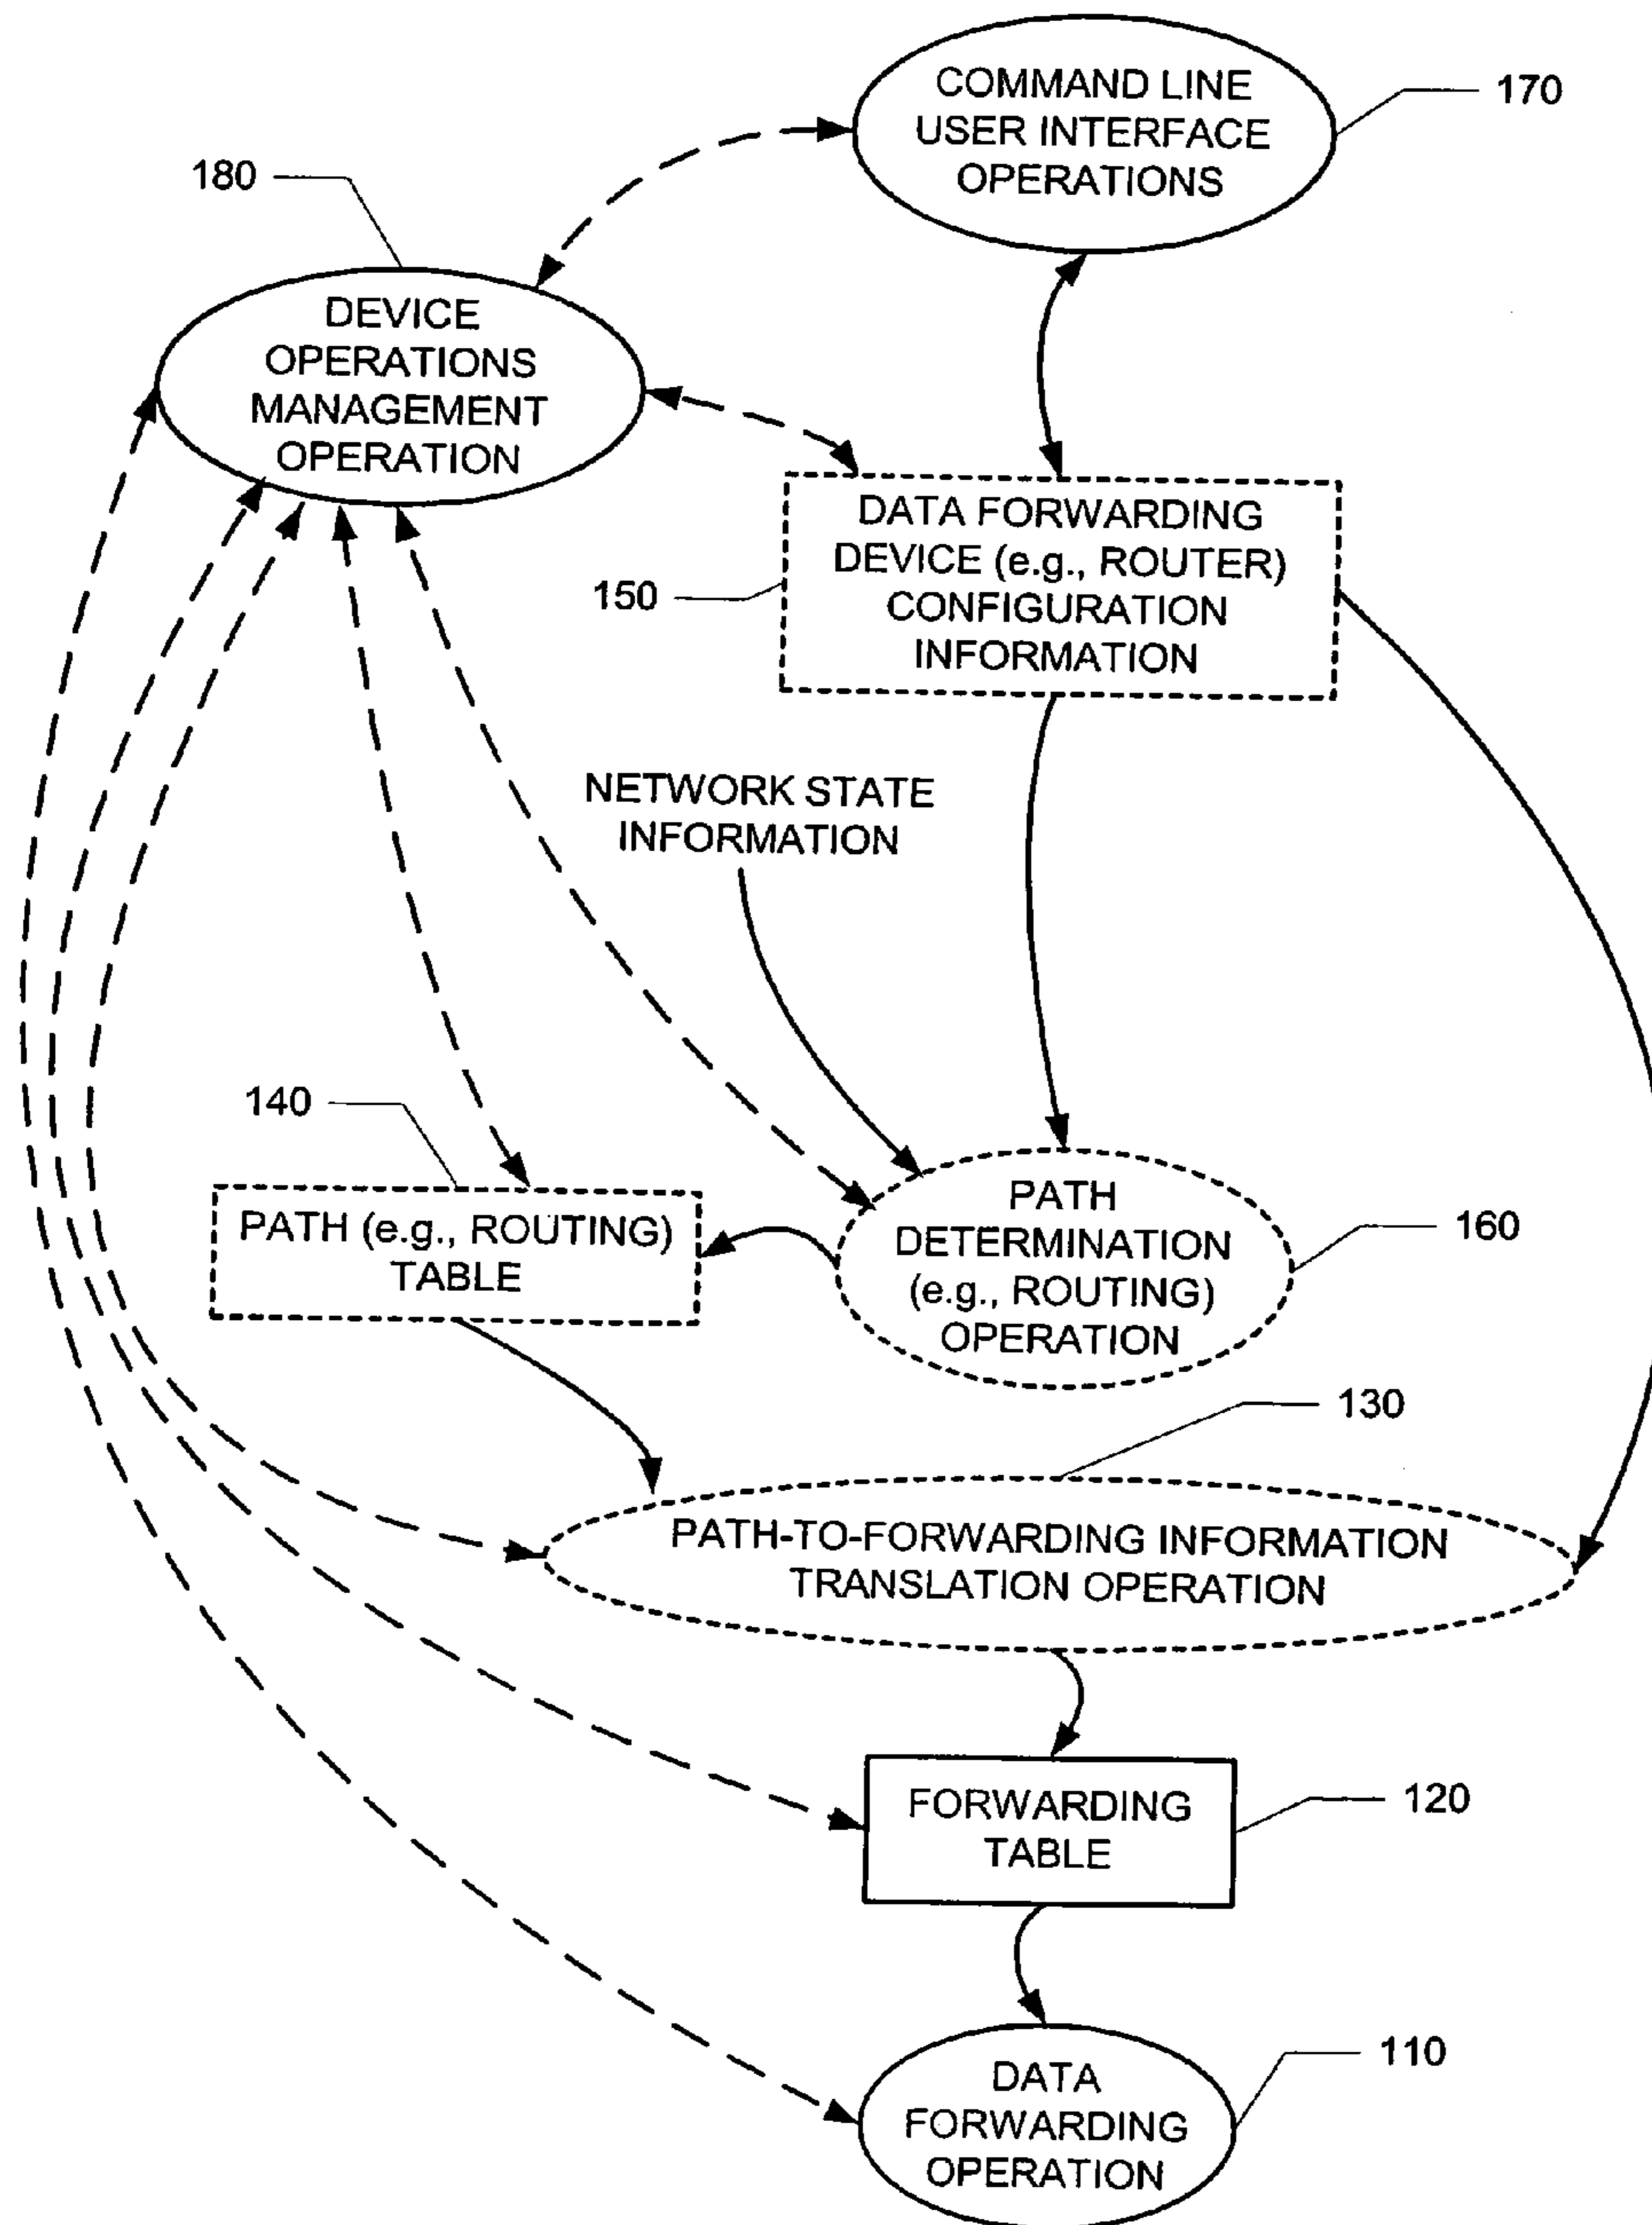 COMMAND LINE
USER INTERFACE
OPERATIONS
170
180
DEVICE
OPERATIONS
MANAGEMENT
OPERATION
DATA FORWARDING
DEVICE (e.g., ROUTER)
CONFIGURATION
INFORMATION
150
NETWORK STATE
INFORMATION
140
PATH (e.g., ROUTING)
TABLE
PATH
DETERMINATION
(e.g., ROUTING)
OPERATION
160
130
PATH-TO-FORWARDING INFORMATION
TRANSLATION OPERATION
FORWARDING
TABLE
120
DATA
FORWARDING
OPERATION
110